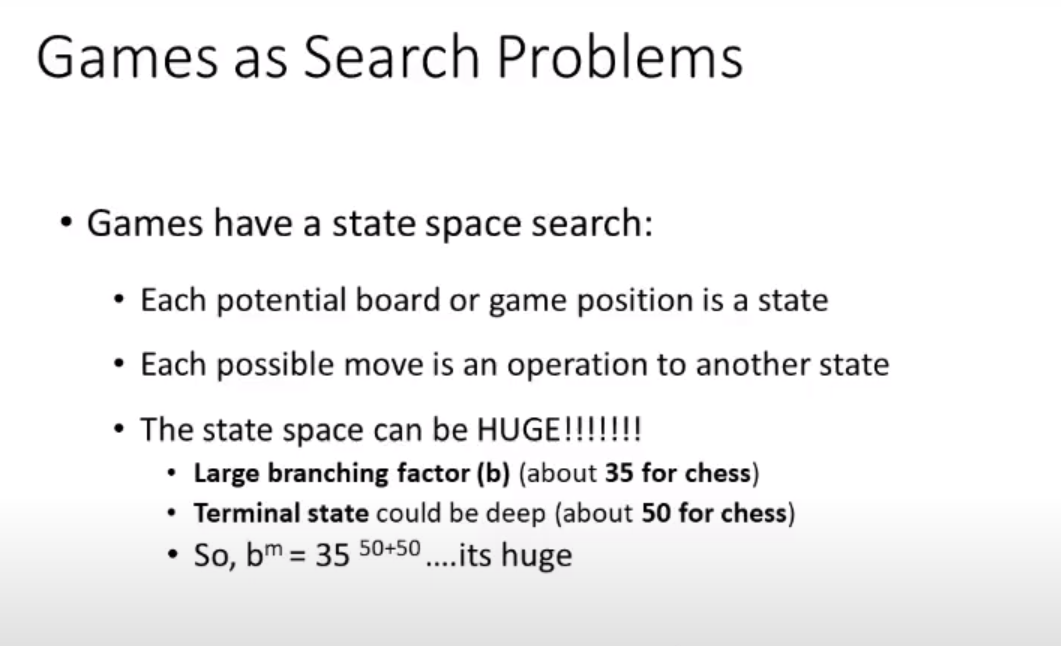 Games as Search Problems
• Games have a state space search:
• Each potential board or game position is a state
• Each possible move is an operation to another state
• The state space can be HUGE!!!!!!!
• Large branching factor (b) (about 35 for chess)
• Terminal state could be deep (about 50 for chess)
• So, bᵐ = 35 ⁵⁰⁺⁵⁰ ....its huge